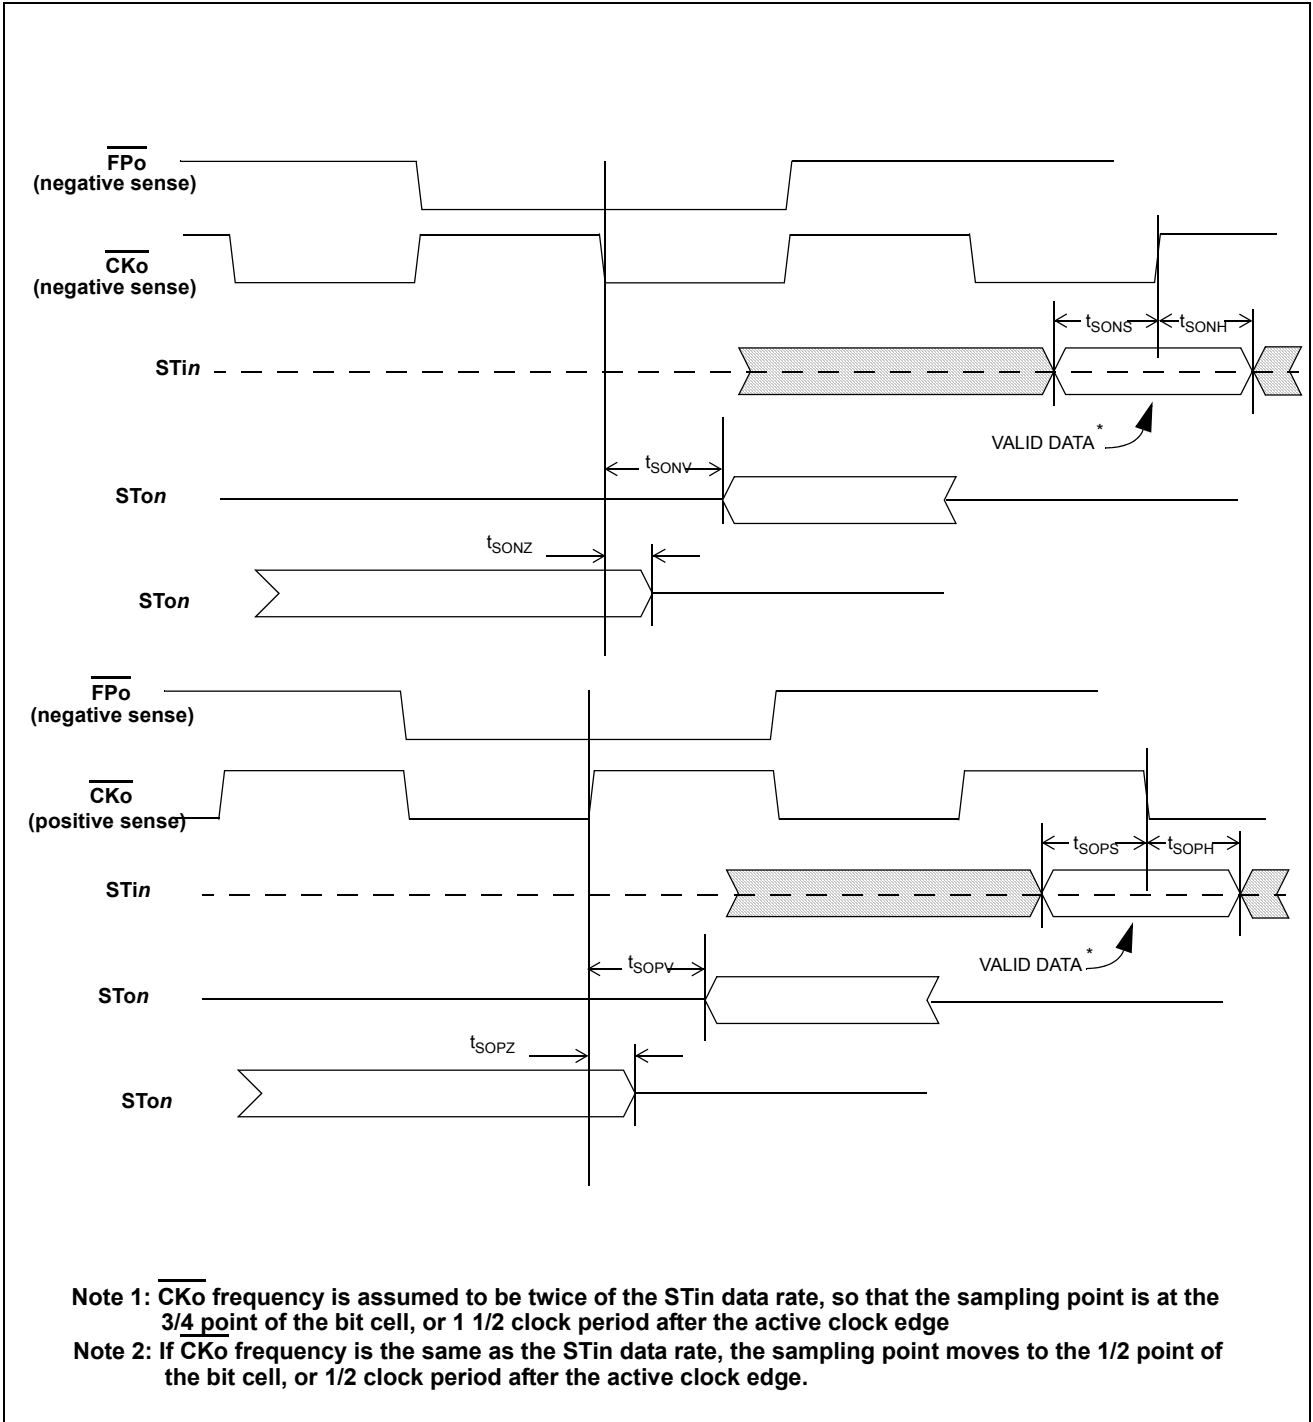 FPo
(negative sense)
CKo
(negative sense)
tSONS
tSONH
STin
VALID DATA*
tSONV
STon
tSONZ
STon
FPo
(negative sense)
CKo
(positive sense)
tSOPS
tSOPH
STin
VALID DATA*
tSOPV
STon
tSOPZ
STon
Note 1: CKo frequency is assumed to be twice of the STin data rate, so that the sampling point is at the
3/4 point of the bit cell, or 1 1/2 clock period after the active clock edge
Note 2: If CKo frequency is the same as the STin data rate, the sampling point moves to the 1/2 point of
the bit cell, or 1/2 clock period after the active clock edge.